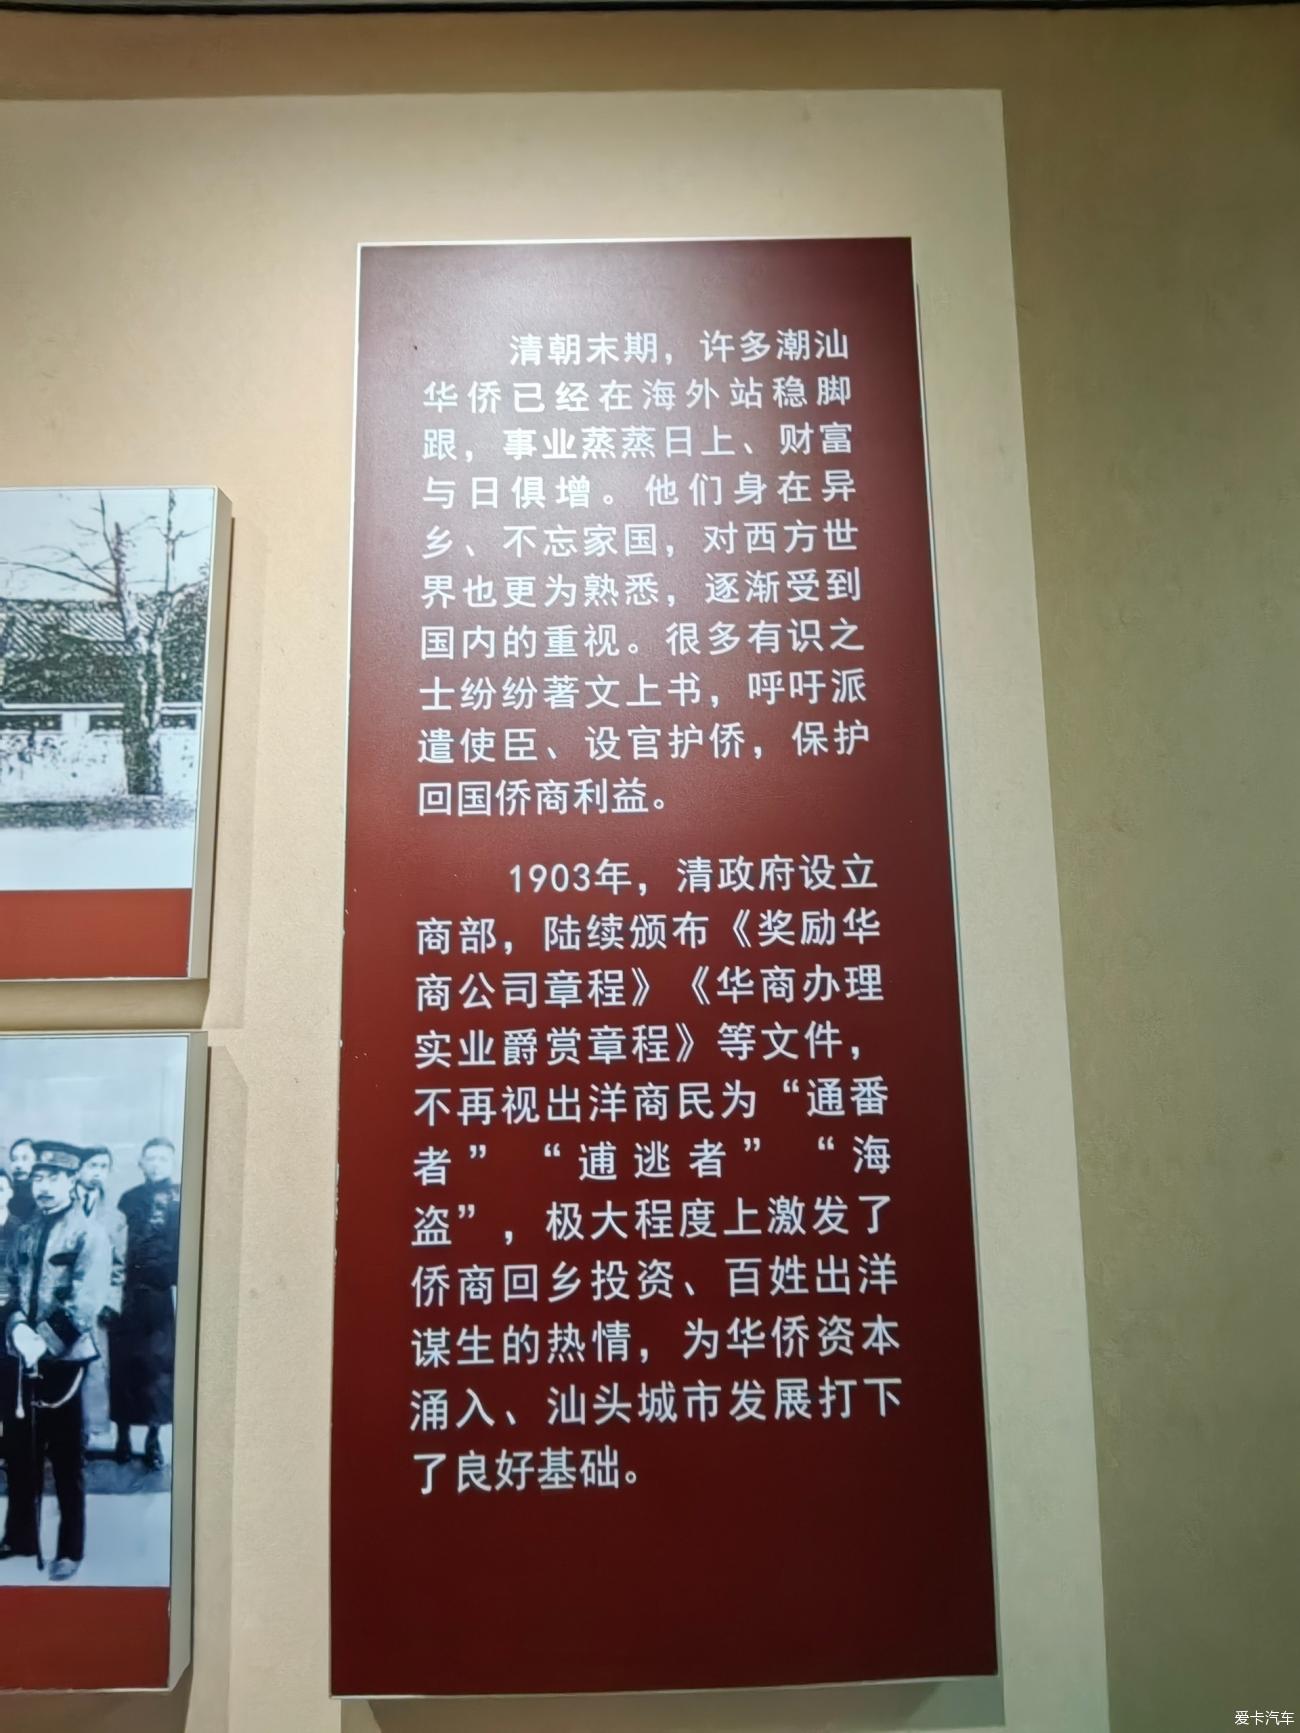 清朝末期，许多潮汕
华侨已经在海外站稳脚
跟，事业蒸蒸日上、财富
与日俱增。他们身在异
乡、不忘家国，对西方世
界也更为熟悉，逐渐受到
国内的重视。很多有识之
士纷纷著文上书，呼吁派
遣使臣、设官护侨，保护
回国侨商利益。
1903年，清政府设立
商部，陆续颁布《奖励华
商公司章程》《华商办理
实业爵赏章程》等文件，
不再视出洋商民为“通番
者”“逋逃者”“海
盗”，极大程度上激发了
侨商回乡投资、百姓出洋
谋生的热情，为华侨资本
涌入、汕头城市发展打下
了良好基础。
爱卡汽车